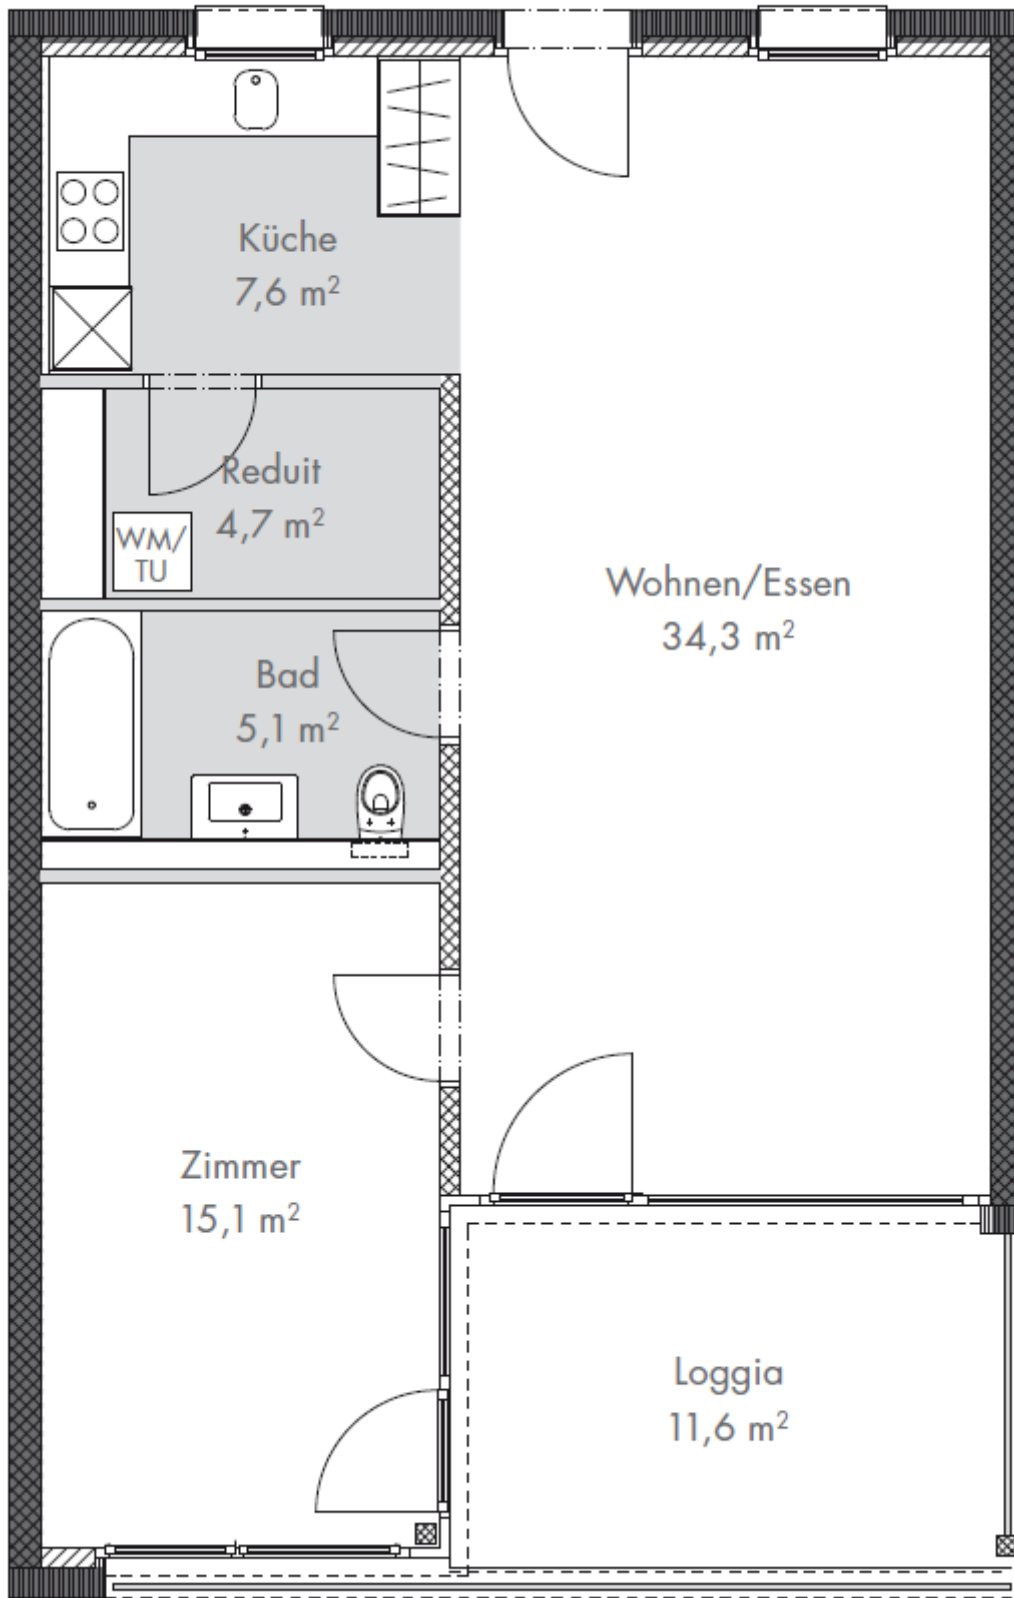 Küche
7,6 m²
Reduit
4,7 m²
WM/
TU
Wohnen/Essen
34,3 m²
Bad
5,1 m²
Zimmer
15,1 m²
Loggia
11,6 m²